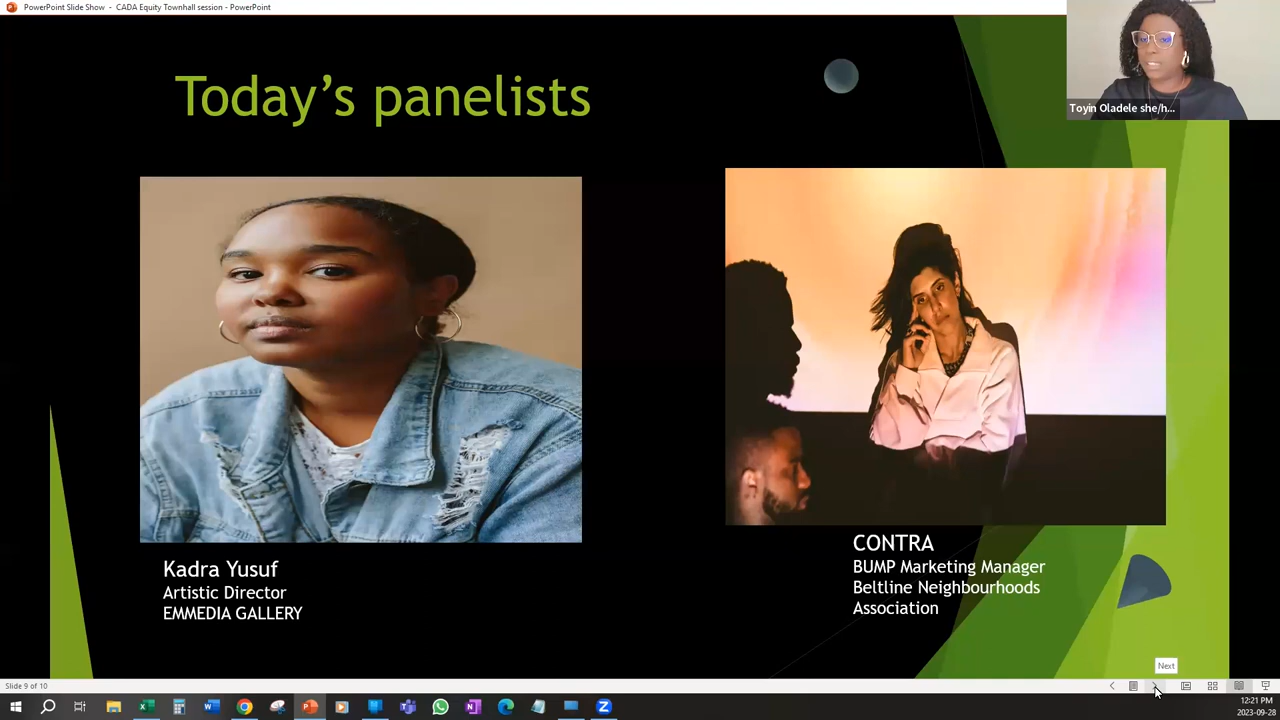 PowerPoint Slide Show - CADA Equity Townhall session - PowerPoint
Toyin Oladele she/h...
Today's panelists
Kadra Yusuf
Artistic Director
EMMEDIA GALLERY
CONTRA
BUMP Marketing Manager
Beltline Neighbourhoods
Association
Next
Slide 9 of 10
12:21 PM
2023-09-28